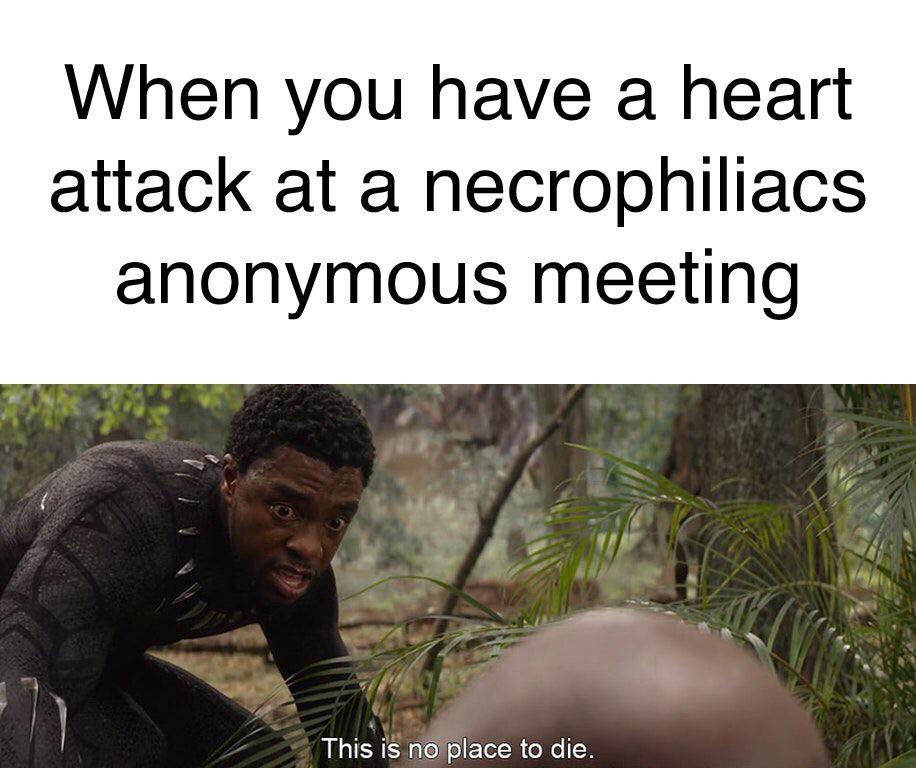 When you have a heart
attack at a necrophiliacs
anonymous meeting
This is no place to die.